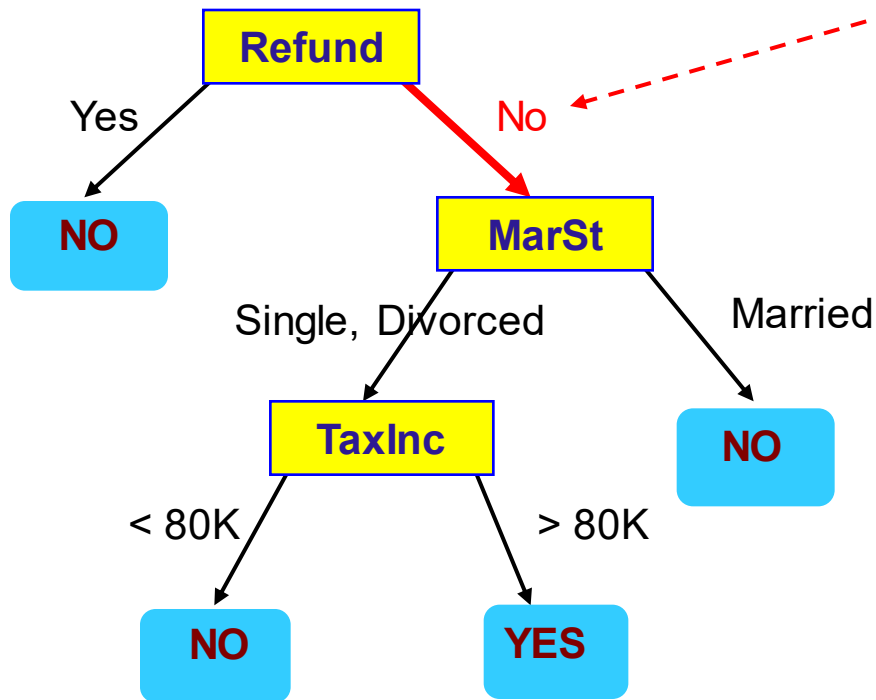 Refund
Yes
No
NO
MarSt
Single, Divorced
Married
TaxInc
NO
< 80K
> 80K
NO
YES